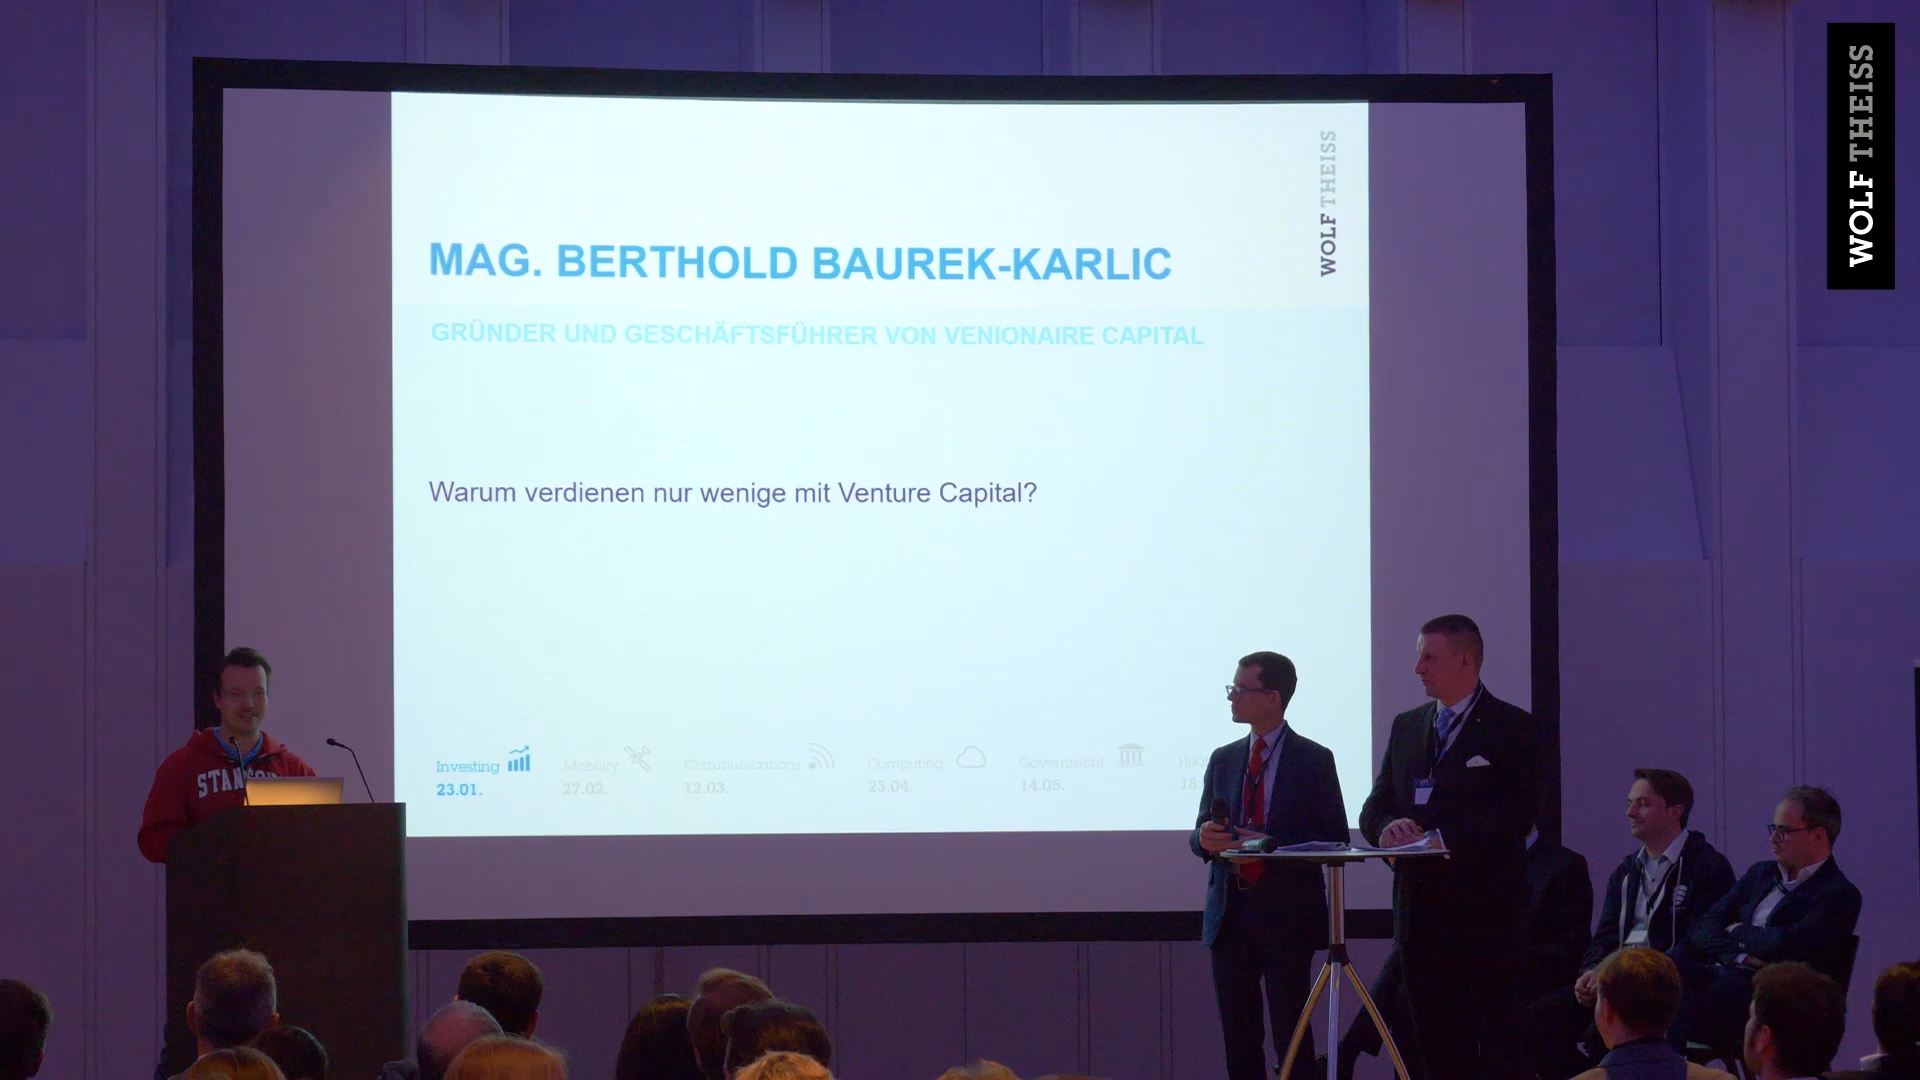 WOLF THEISS
WOLF THEISS
MAG. BERTHOLD BAUREK-KARLIC
GRÜNDER UND GESCHÄFTSFÜHRER VON VENIONAIRE CAPITAL
Warum verdienen nur wenige mit Venture Capital?
Investing
23.01.
Mobility
27.02.
Communications
12.03.
Computing
23.04.
Government
14.05.
18.